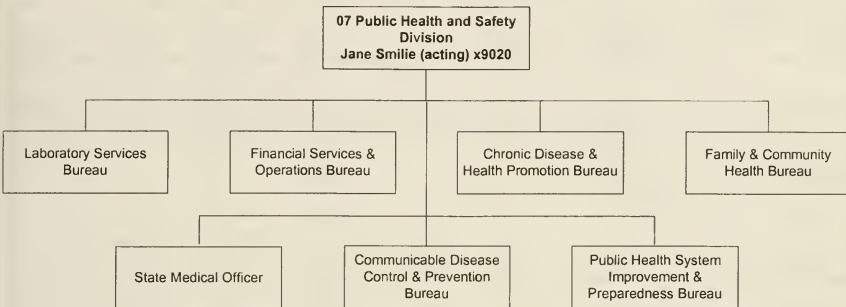 07 Public Health and Safety
Division
Jane Smilie (acting) x9020
Laboratory Services
Bureau
Financial Services &
Operations Bureau
Chronic Disease &
Health Promotion Bureau
Family & Community
Health Bureau
State Medical Officer
Communicable Disease
Control & Prevention
Bureau
Public Health System
Improvement &
Preparedness Bureau